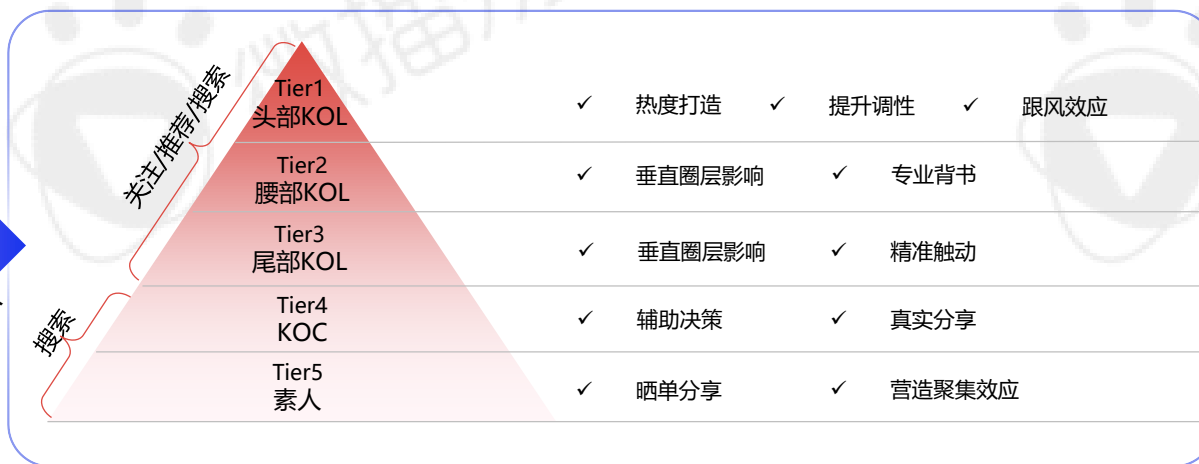 Tier1
头部KOL
✓ 热度打造 ✓ 提升调性 ✓ 跟风效应
关注/推荐/搜索
Tier2
腰部KOL
✓ 垂直圈层影响 ✓ 专业背书
Tier3
尾部KOL
✓ 垂直圈层影响 ✓ 精准触动
搜索
Tier4
KOC
✓ 辅助决策 ✓ 真实分享
Tier5
素人
✓ 晒单分享 ✓ 营造聚集效应